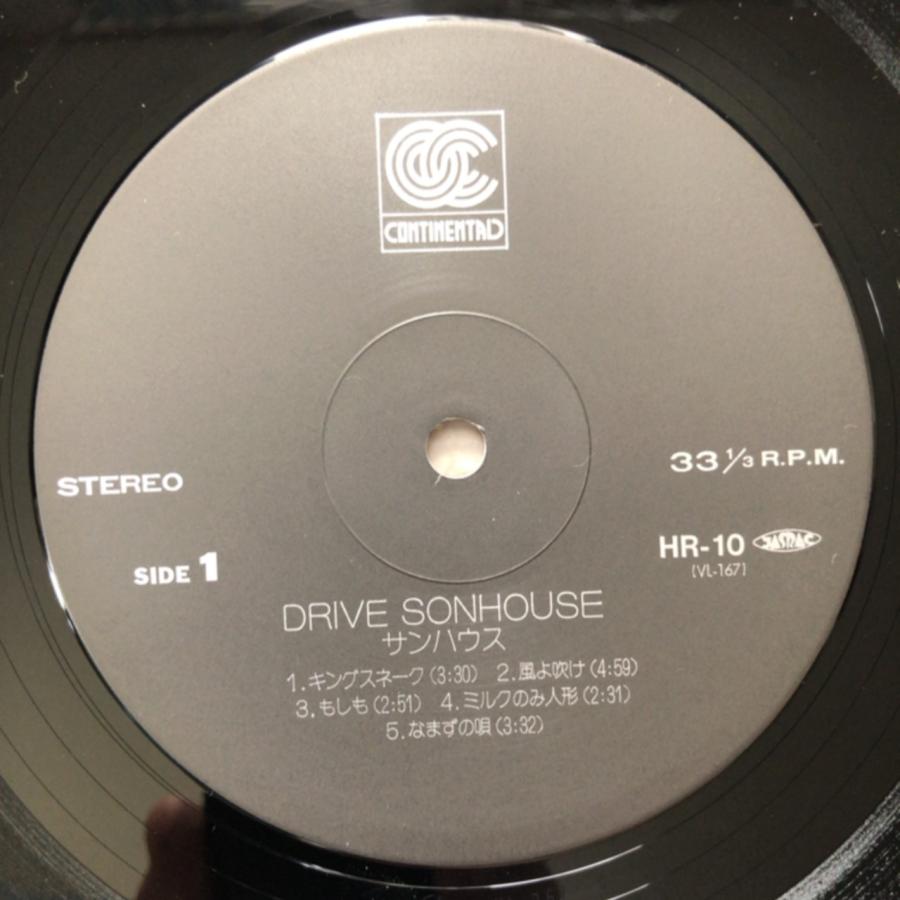 CONTINENTAL
STEREO
33 1/3 R.P.M.
SIDE 1
HR-10 JASRAC
(VL-167)
DRIVE SONHOUSE
サンハウス
1.キングスネーク(3:30) 2.風よ吹け(4:59)
3.もしも(2:51) 4.ミルクのみ人形(2:31)
5.なまずの唄(3:32)